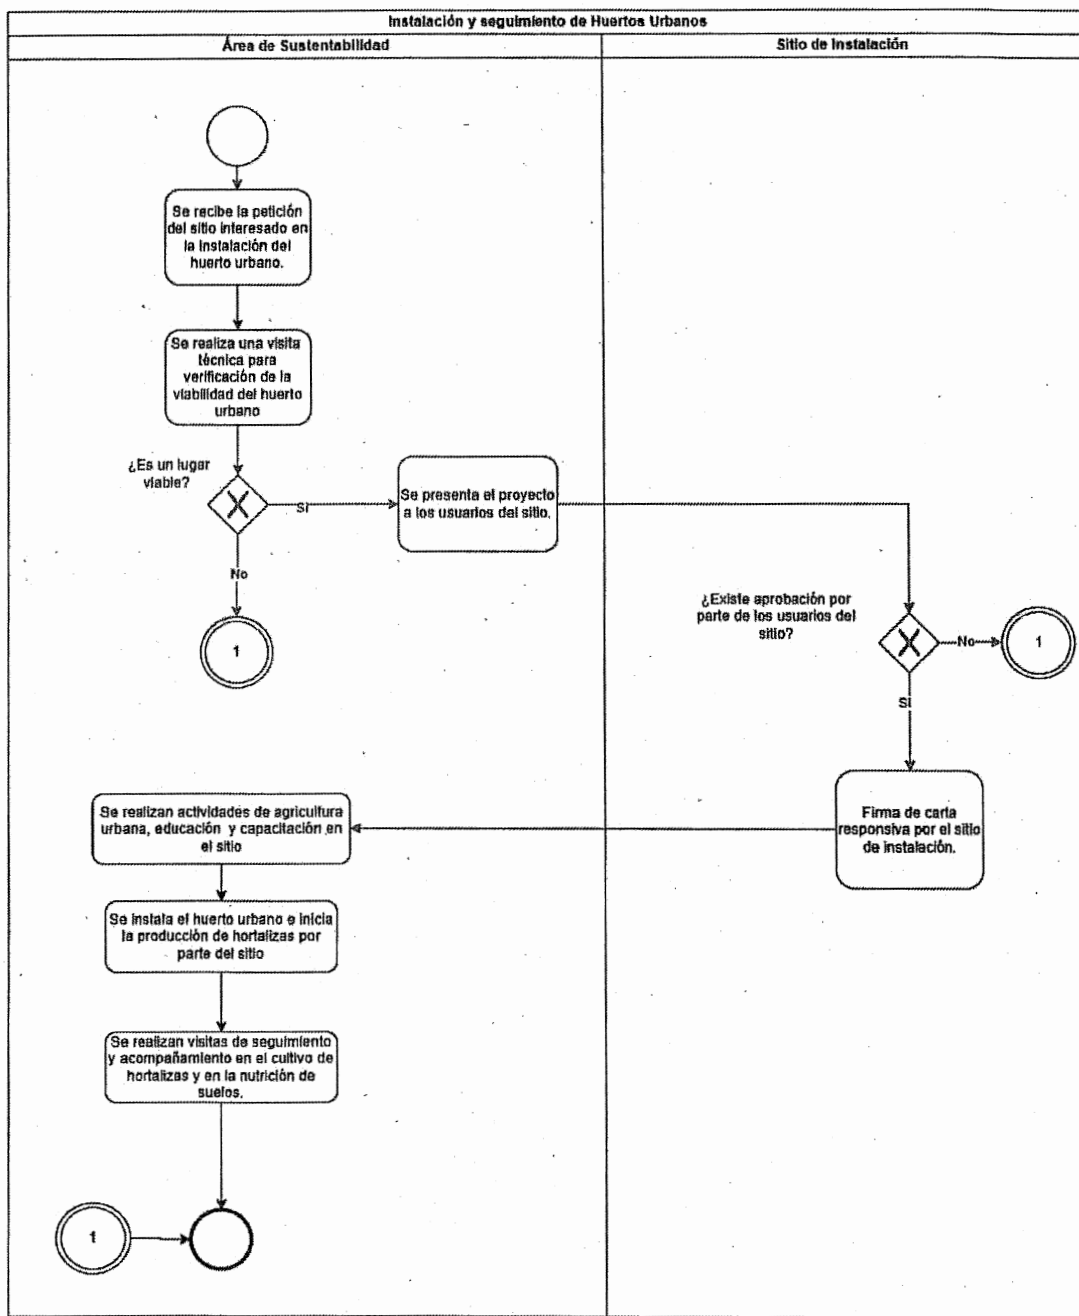 Instalación y seguimiento de Huertos Urbanos
Área de Sustentabilidad
Sitio de Instalación
Se recibe la petición
del sitio interesado en
la instalación del
huerto urbano.
Se realiza una visita
técnica para
verificación de la
viabilidad del huerto
urbano
¿Es un lugar
viable?
Si
Se presenta el proyecto
a los usuarios del sitio.
No
1
¿Existe aprobación por
parte de los usuarios del
sitio?
No
1
Si
Firma de carta
responsiva por el sitio
de instalación.
Se realizan actividades de agricultura
urbana, educación y capacitación en
el sitio
Se instala el huerto urbano e inicia
la producción de hortalizas por
parte del sitio
Se realizan visitas de seguimiento
y acompañamiento en el cultivo de
hortalizas y en la nutrición de
suelos.
1